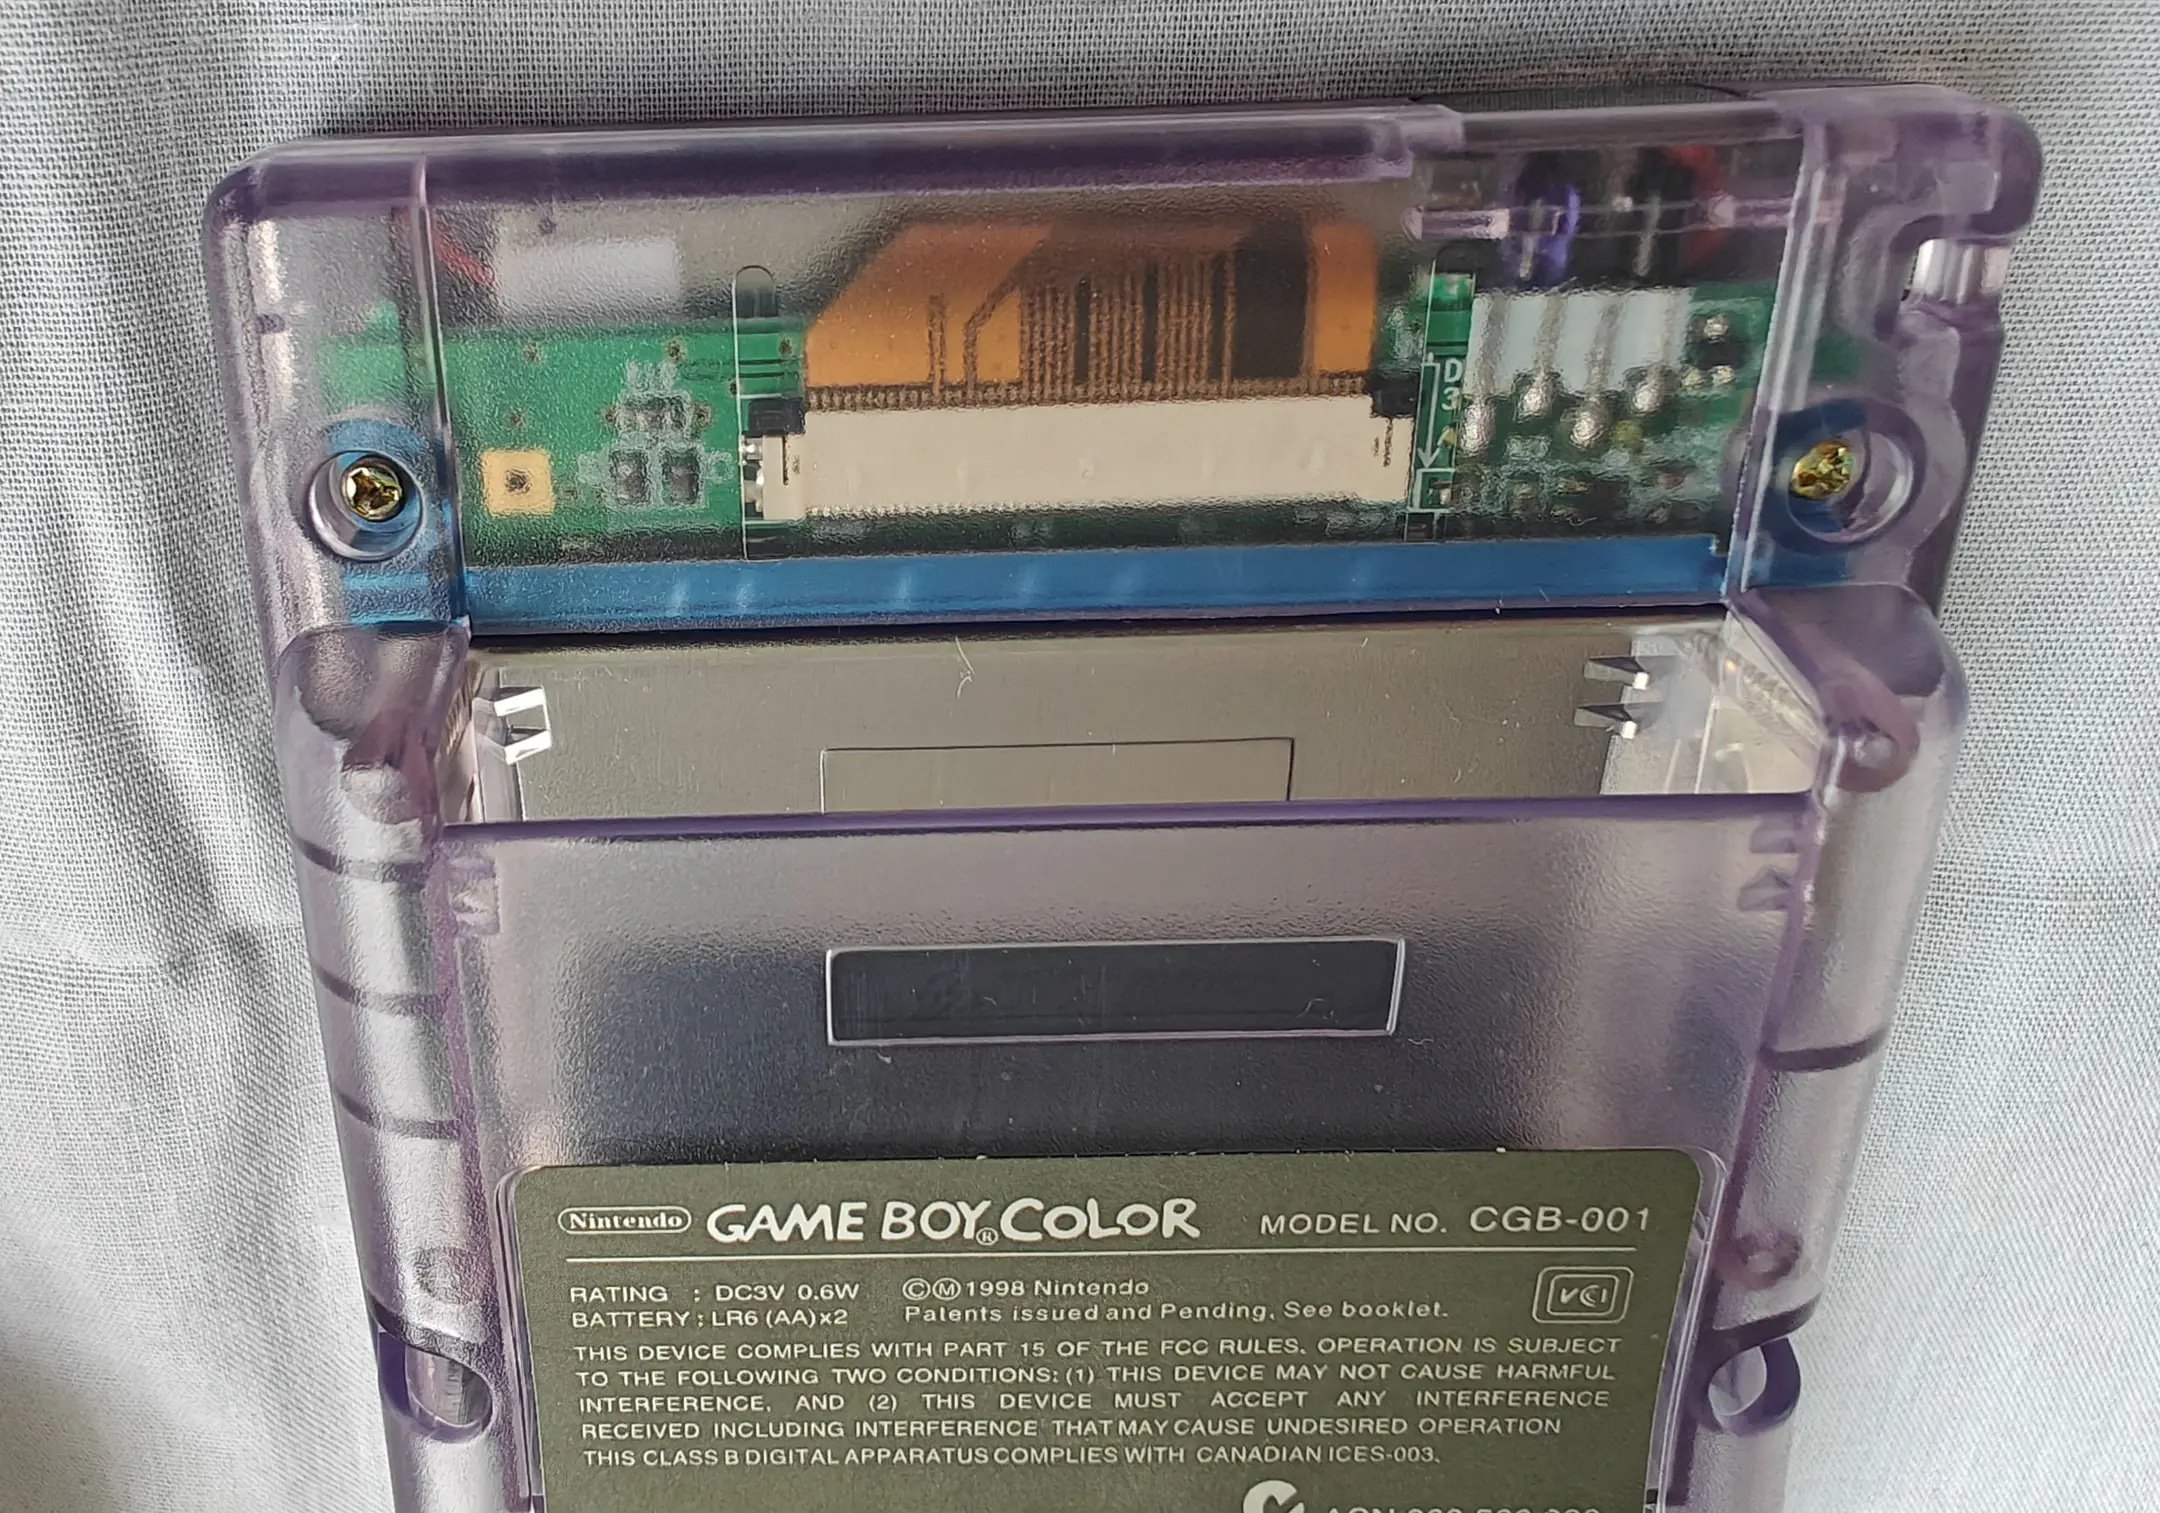 D
3
Nintendo GAME BOY® COLOR MODEL NO. CGB-001
RATING : DC3V 0.6W ©Ⓜ1998 Nintendo
BATTERY : LR6 (AA)x2 Patents issued and Pending, See booklet. VCI
THIS DEVICE COMPLIES WITH PART 15 OF THE FCC RULES. OPERATION IS SUBJECT
TO THE FOLLOWING TWO CONDITIONS: (1) THIS DEVICE MAY NOT CAUSE HARMFUL
INTERFERENCE, AND (2) THIS DEVICE MUST ACCEPT ANY INTERFERENCE
RECEIVED INCLUDING INTERFERENCE THAT MAY CAUSE UNDESIRED OPERATION
THIS CLASS B DIGITAL APPARATUS COMPLIES WITH CANADIAN ICES-003.